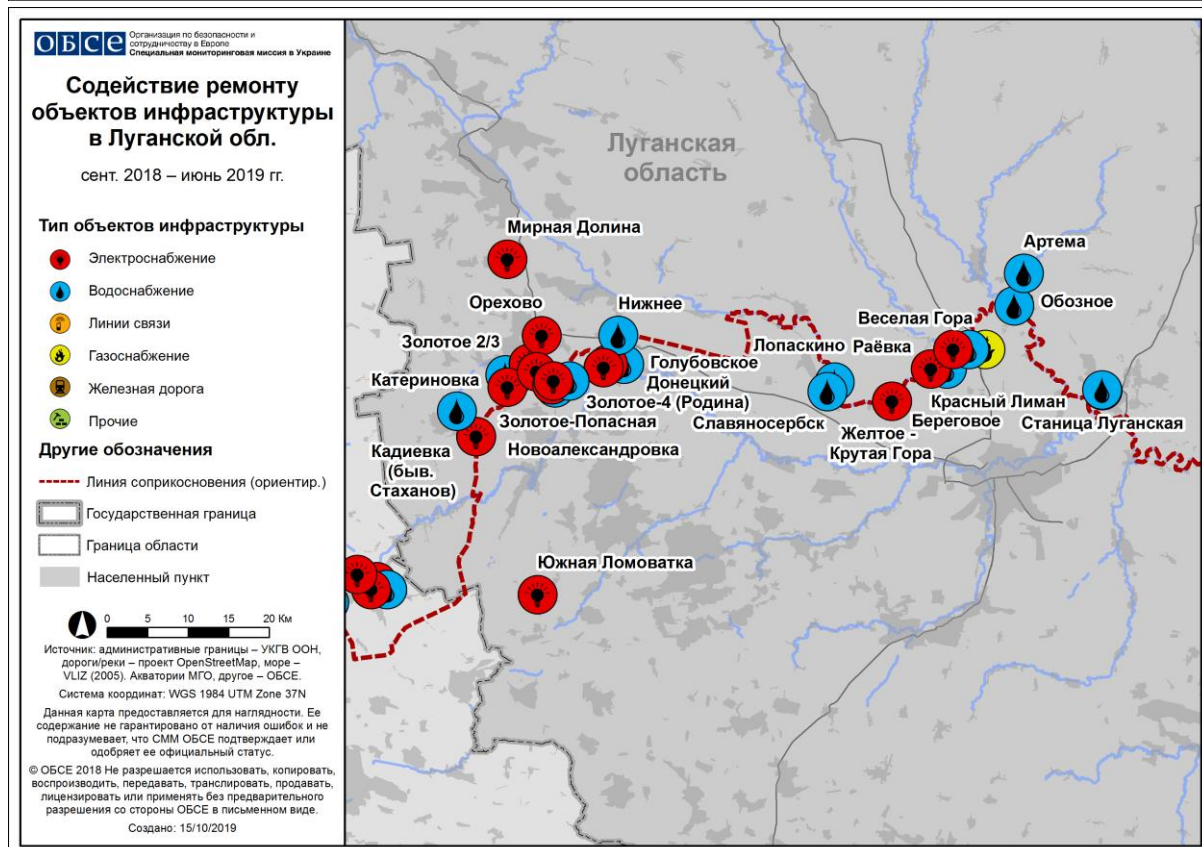 ОБСЕ
Организация по безопасности и
сотрудничеству в Европе
Специальная мониторинговая миссия в Украине
Содействие ремонту
объектов инфраструктуры
в Луганской обл.
сент. 2018 – июнь 2019 гг.
Тип объектов инфраструктуры
Электроснабжение
Водоснабжение
Линии связи
Газоснабжение
Железная дорога
Прочие
Другие обозначения
Линия соприкосновения (ориентир.)
Государственная граница
Граница области
Населенный пункт
0 5 10 15 20 Км
Источник: административные границы – УКГВ ООН,
дороги/реки – проект OpenStreetMap, море –
VLIZ (2005). Акватории МГО, другое – ОБСЕ.
Система координат: WGS 1984 UTM Zone 37N
Данная карта предоставляется для наглядности. Ее
содержание не гарантировано от наличия ошибок и не
подразумевает, что СММ ОБСЕ подтверждает или
одобряет ее официальный статус.
© ОБСЕ 2018 Не разрешается использовать, копировать,
воспроизводить, передавать, транслировать, продавать,
лицензировать или применять без предварительного
разрешения со стороны ОБСЕ в письменном виде.
Создано: 15/10/2019
Луганская
область
Мирная Долина
Артема
Орехово
Нижнее
Обозное
Веселая Гора
Золотое 2/3
Лопаскино
Раёвка
Катериновка
Голубовское
Донецкий
Золотое-4 (Родина)
Красный Лиман
Золотое-Попасная
Славяносербск
Береговое
Станица Луганская
Желтое -
Крутая Гора
Новоалександровка
Кадиевка
(быв.
Стаханов)
Южная Ломоватка